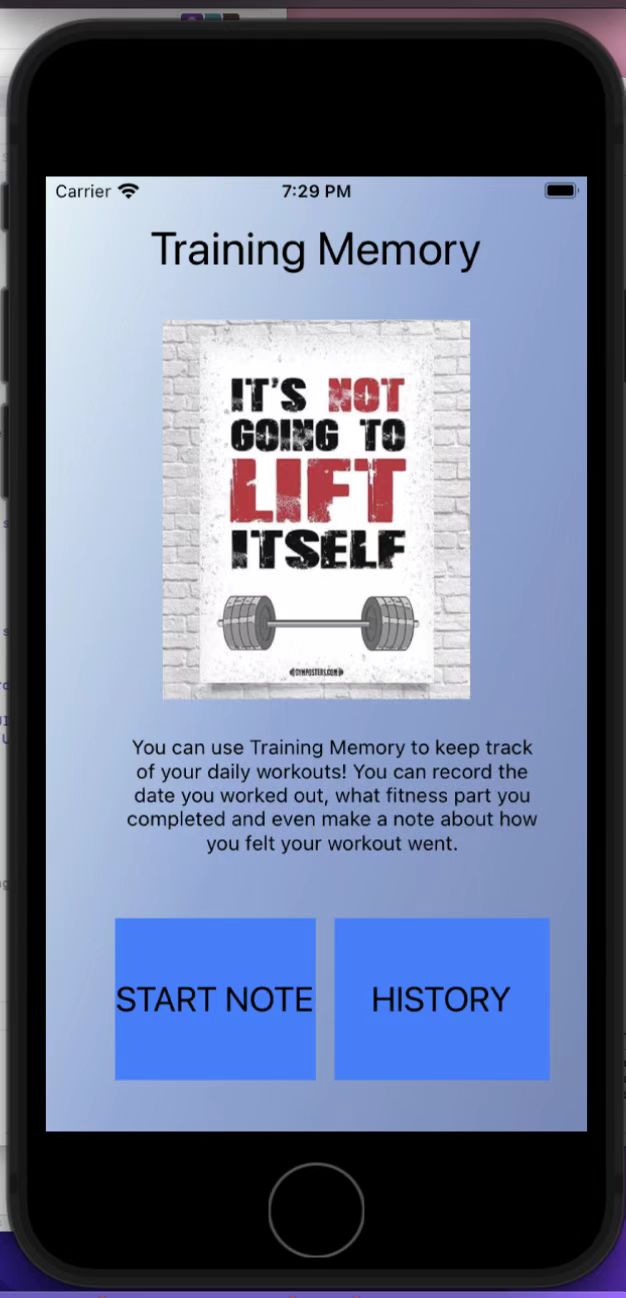 Carrier 7:29 PM
Training Memory
IT'S NOT
GOING TO
LIFT
ITSELF
GYMPOSTERS.COM
You can use Training Memory to keep track
of your daily workouts! You can record the
date you worked out, what fitness part you
completed and even make a note about how
you felt your workout went.
START NOTE HISTORY